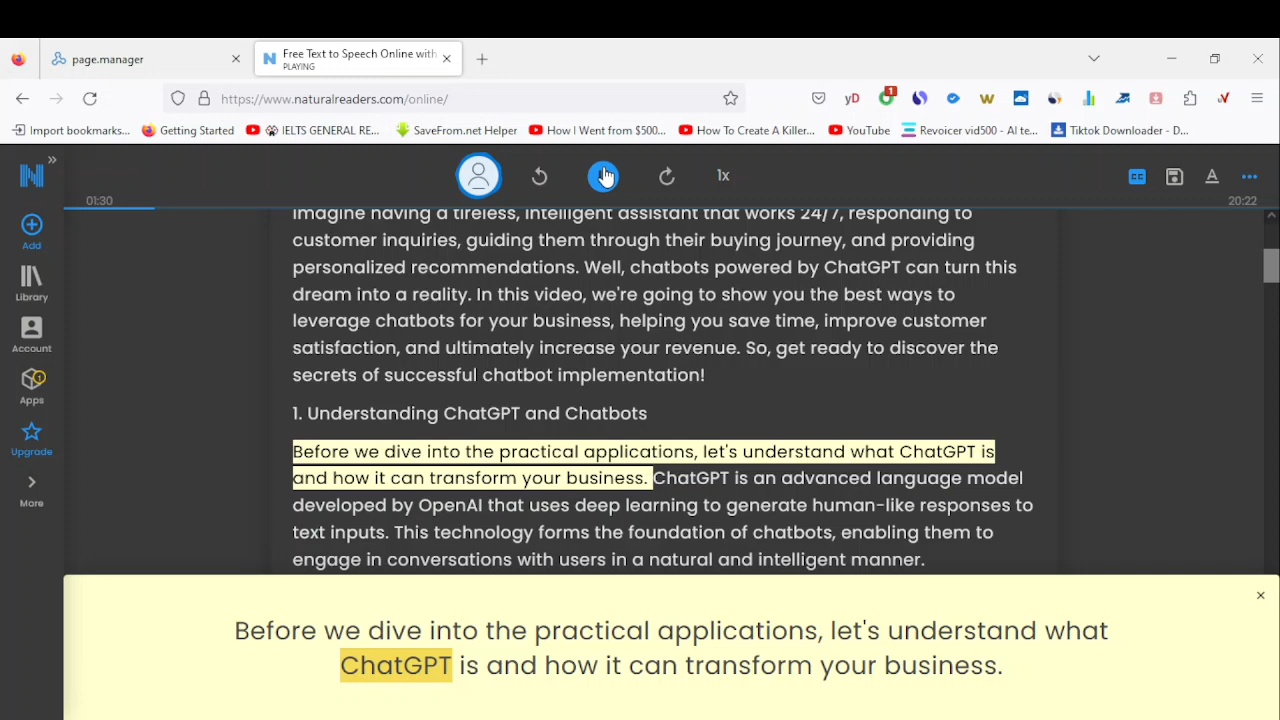 page.manager
Free Text to Speech Online with
PLAYING
https://www.naturalreaders.com/online/
yD
1
W
Import bookmarks...
Getting Started
IELTS GENERAL RE...
SaveFrom.net Helper
How I Went from $500...
How To Create A Killer...
YouTube
Revoicer vid500 - AI te...
Tiktok Downloader - D...
N
1x
CC
A
01:30
20:22
Add
Library
Account
1
Apps
Upgrade
More
imagine having a tireless, intelligent assistant that works 24/7, responding to
customer inquiries, guiding them through their buying journey, and providing
personalized recommendations. Well, chatbots powered by ChatGPT can turn this
dream into a reality. In this video, we're going to show you the best ways to
leverage chatbots for your business, helping you save time, improve customer
satisfaction, and ultimately increase your revenue. So, get ready to discover the
secrets of successful chatbot implementation!
1. Understanding ChatGPT and Chatbots
Before we dive into the practical applications, let's understand what ChatGPT is
and how it can transform your business. ChatGPT is an advanced language model
developed by OpenAI that uses deep learning to generate human-like responses to
text inputs. This technology forms the foundation of chatbots, enabling them to
engage in conversations with users in a natural and intelligent manner.
Before we dive into the practical applications, let's understand what
ChatGPT is and how it can transform your business.